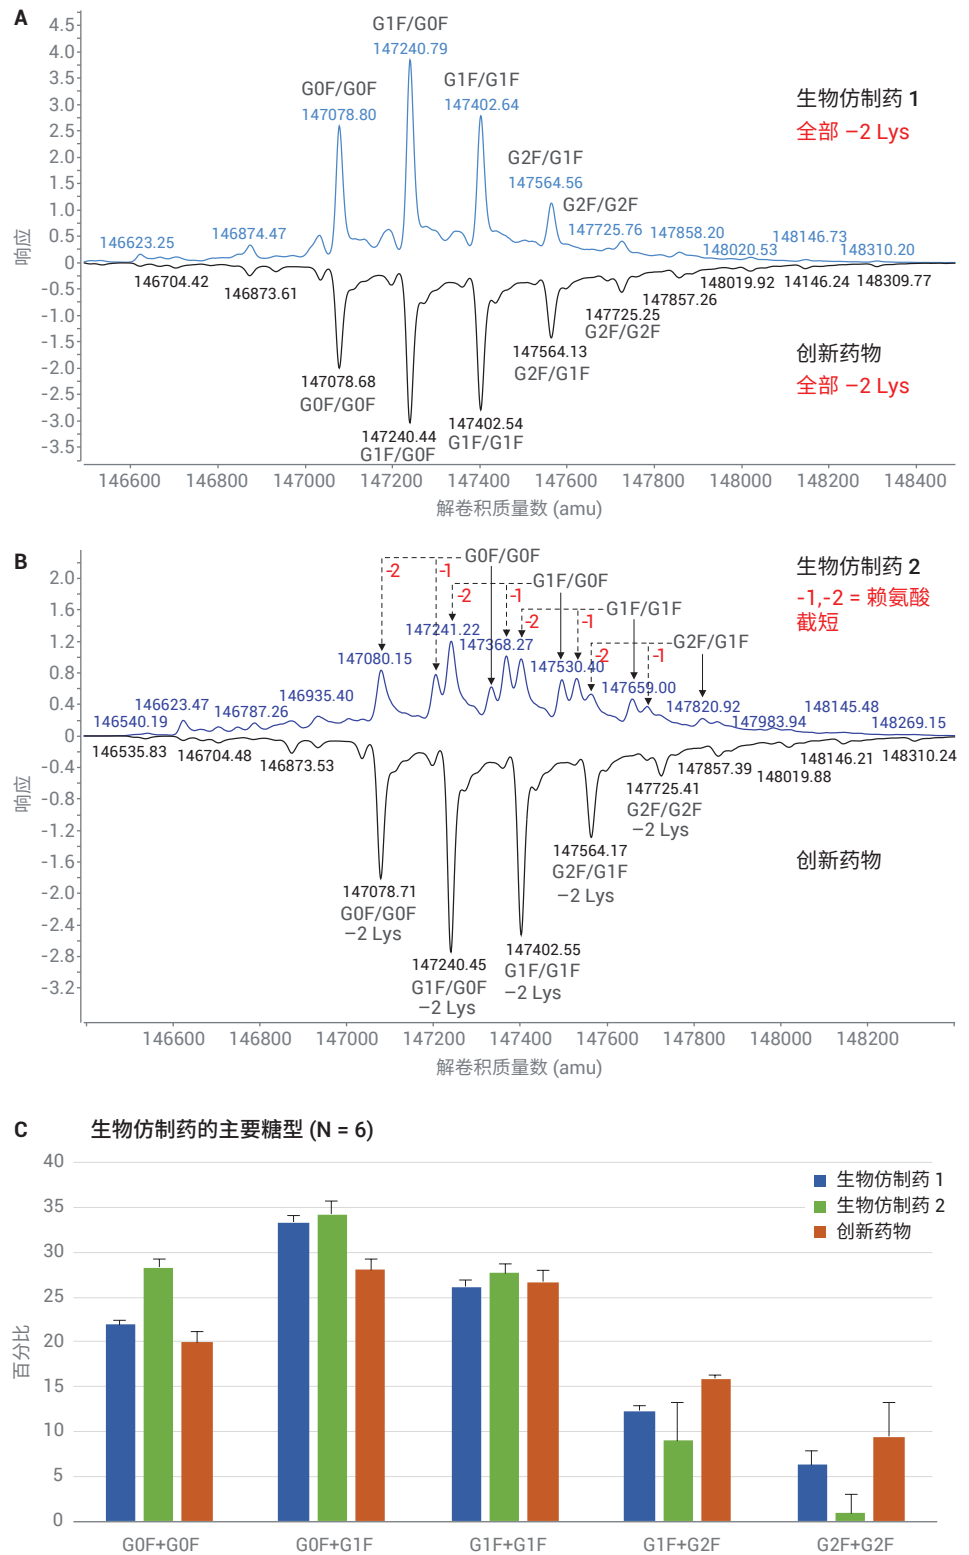 A
4.5
4.0
3.5
3.0
2.5
2.0
1.5
1.0
0.5
0
-0.5
-1.0
-1.5
-2.0
-2.5
-3.0
-3.5
响应
G1F/G0F
147240.79
G0F/G0F
147078.80
G1F/G1F
147402.64
G2F/G1F
147564.56
G2F/G2F
147725.76
146623.25
146874.47
147858.20
148020.53
148146.73
148310.20
生物仿制药 1
全部 –2 Lys
146704.42
146873.61
147078.68
G0F/G0F
147240.44
G1F/G0F
147402.54
G1F/G1F
147564.13
G2F/G1F
147725.25
G2F/G2F
147857.26
148019.92
14146.24
148309.77
创新药物
全部 –2 Lys
146600
146800
147000
147200
147400
147600
147800
148000
148200
148400
解卷积质量数 (amu)
B
2.0
1.6
1.2
0.8
0.4
0
-0.4
-0.8
-1.2
-1.6
-2.0
-2.4
-2.8
-3.2
响应
G0F/G0F
-2
-1
G1F/G0F
-2
-1
G1F/G1F
-2
-1
G2F/G1F
-2
-1
生物仿制药 2
-1,-2 = 赖氨酸
截短
146540.19
146623.47
146787.26
146935.40
147080.15
147241.22
147368.27
147530.40
147659.00
147820.92
147983.94
148145.48
148269.15
146535.83
146704.48
146873.53
147078.71
G0F/G0F
–2 Lys
147240.45
G1F/G0F
–2 Lys
147402.55
G1F/G1F
–2 Lys
147564.17
G2F/G1F
–2 Lys
147725.41
G2F/G2F
–2 Lys
147857.39
148019.88
148146.21
148310.24
创新药物
146600
146800
147000
147200
147400
147600
147800
148000
148200
解卷积质量数 (amu)
C
生物仿制药的主要糖型 (N = 6)
40
35
30
25
20
15
10
5
0
百分比
生物仿制药 1
生物仿制药 2
创新药物
G0F+G0F
G0F+G1F
G1F+G1F
G1F+G2F
G2F+G2F